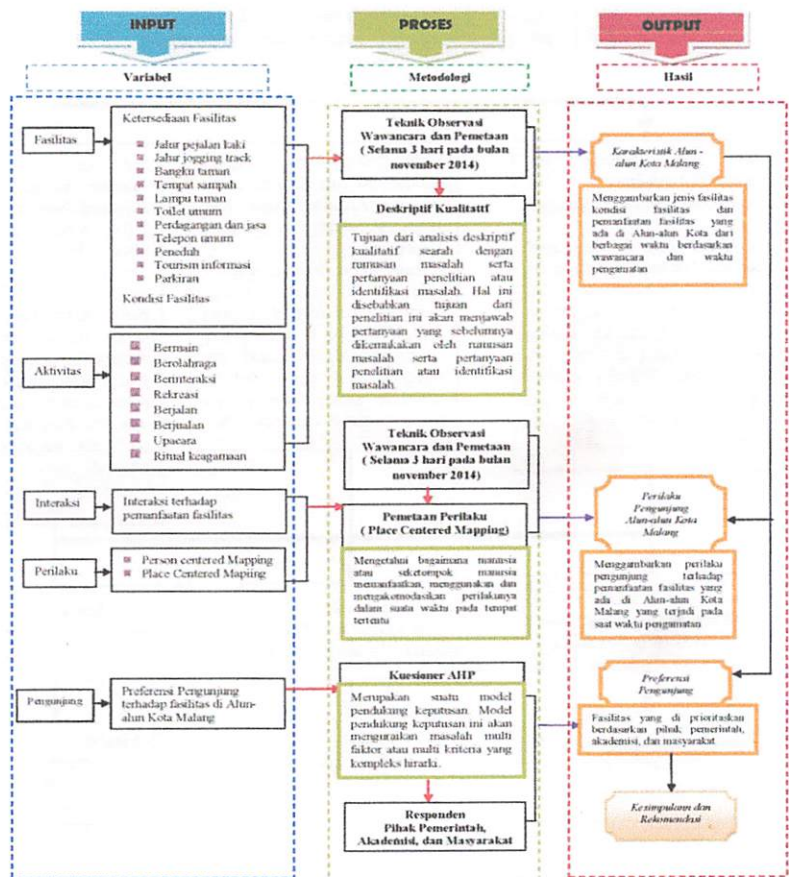 INPUT
Variabel
Fasilitas
Ketersediaan Fasilitas
Jalur pejalan kaki
Jalur jogging track
Bangku taman
Tempat sampah
Lampu taman
Toilet umum
Perdagangan dan jasa
Telepon umum
Peneduh
Tourism informasi
Parkiran
Kondisi Fasilitas
Aktivitas
Bermain
Berolahraga
Berinteraksi
Rekreasi
Berjalan
Berjualan
Upacara
Ritual keagamaan
Interaksi
Interaksi terhadap
pemanfaatan fasilitas
Perilaku
Person centered Mapping
Place Centered Mapiing
Pengunjung
Preferensi Pengunjung
terhadap fasilitas di Alun-
alun Kota Malang
PROSES
Metodologi
Teknik Observasi
Wawancara dan Pemetaan
( Selama 3 hari pada bulan
november 2014)
Deskriptif Kualitatif
Tujuan dari analisis deskriptif
kualitatif searah dengan
rumusan masalah serta
pertanyaan penelitian atau
identifikasi masalah. Hal ini
disebabkan tujuan dari
penelitian ini akan menjawab
pertanyaan yang sebelumnya
dikemukakan oleh rumusan
masalah serta pertanyaan
penelitian atau identifikasi
masalah.
Teknik Observasi
Wawancara dan Pemetaan
( Selama 3 hari pada bulan
november 2014)
Pemetaan Perilaku
( Place Centered Mapping)
Mengetahui bagaimana manusia
atau sekelompok manusia
memanfaatkan, menggunakan dan
mengakomodasikan perilakunya
dalam suatu waktu pada tempat
tertentu
Kuesioner AHP
Merupakan suatu model
pendukung keputusan. Model
pendukung keputusan ini akan
menguraikan masalah multi
faktor atau multi kriteria yang
kompleks hirarki.
Responden
Pihak Pemerintah,
Akademisi, dan Masyarakat
OUTPUT
Hasil
Karakteristik Alun -
alun Kota Malang
Menggambarkan jenis fasilitas
kondisi fasilitas dan
pemanfaatan fasilitas yang
ada di Alun-alun Kota dari
berbagai waktu berdasarkan
wawancara dan waktu
pengamatan
Perilaku
Pengunjung
Alun-alun Kota
Malang
Menggambarkan perilaku
pengunjung terhadap
pemanfaatan fasilitas yang
ada di Alun-alun Kota
Malang yang terjadi pada
saat waktu pengamatan
Preferensi
Pengunjung
Fasilitas yang di prioritaskan
berdasarkan pihak pemerintah,
akademisi, dan masyarakat
Kesimpulann dan
Rekomendasi